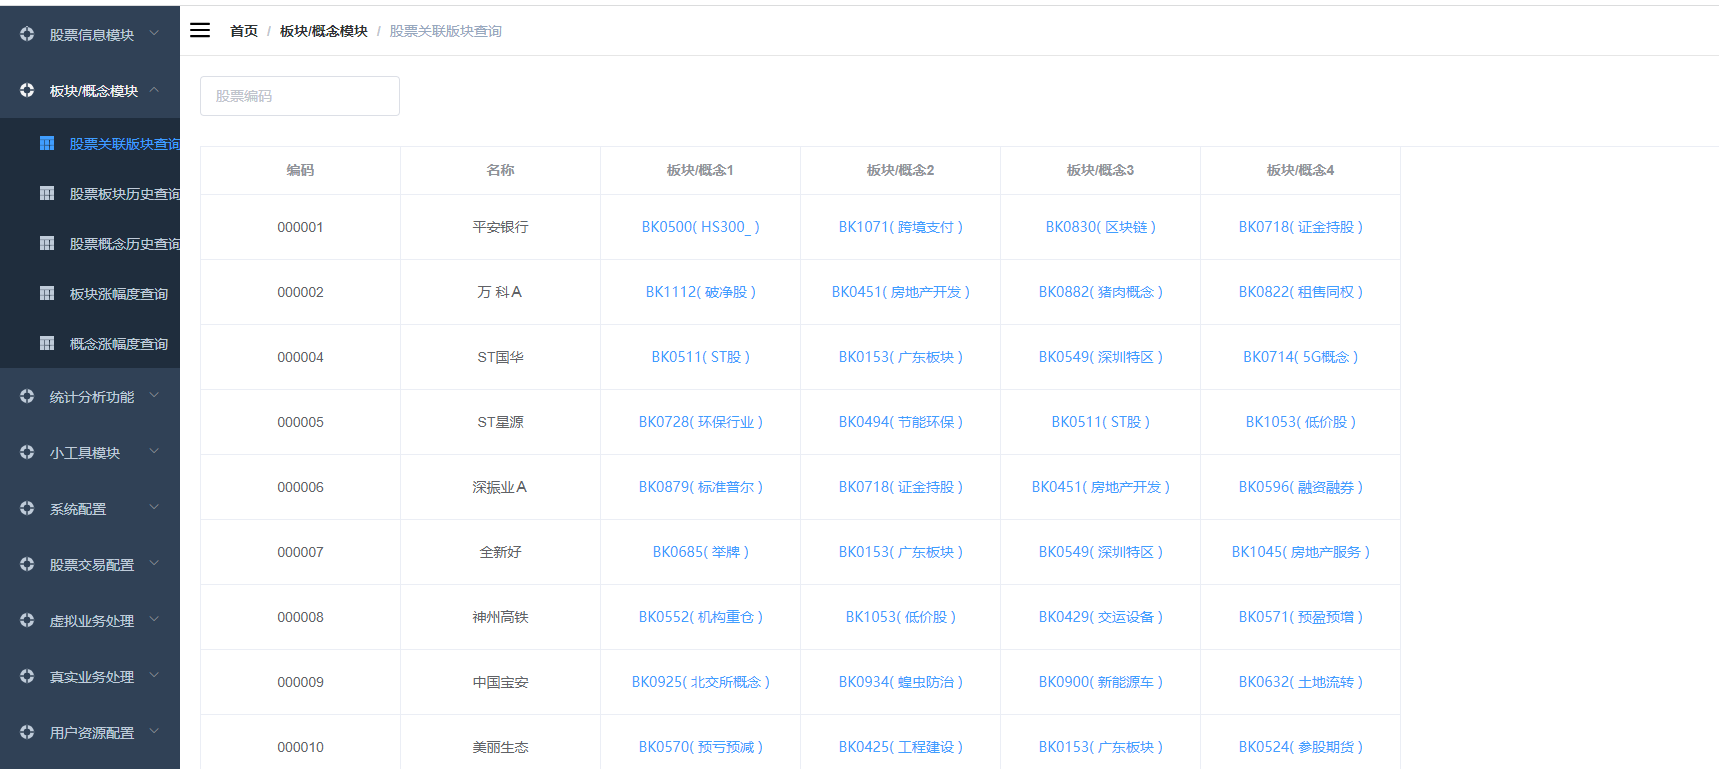 首页 / 板块/概念模块 / 股票关联版块查询
股票信息模块
板块/概念模块
股票关联版块查询
股票板块历史查询
股票概念历史查询
板块涨幅度查询
概念涨幅度查询
统计分析功能
小工具模块
系统配置
股票交易配置
虚拟业务处理
真实业务处理
用户资源配置
股票编码
编码 名称 板块/概念1 板块/概念2 板块/概念3 板块/概念4
000001 平安银行 BK0500( HS300_ ) BK1071( 跨境支付 ) BK0830( 区块链 ) BK0718( 证金持股 )
000002 万 科Ａ BK1112( 破净股 ) BK0451( 房地产开发 ) BK0882( 猪肉概念 ) BK0822( 租售同权 )
000004 ST国华 BK0511( ST股 ) BK0153( 广东板块 ) BK0549( 深圳特区 ) BK0714( 5G概念 )
000005 ST星源 BK0728( 环保行业 ) BK0494( 节能环保 ) BK0511( ST股 ) BK1053( 低价股 )
000006 深振业Ａ BK0879( 标准普尔 ) BK0718( 证金持股 ) BK0451( 房地产开发 ) BK0596( 融资融券 )
000007 全新好 BK0685( 举牌 ) BK0153( 广东板块 ) BK0549( 深圳特区 ) BK1045( 房地产服务 )
000008 神州高铁 BK0552( 机构重仓 ) BK1053( 低价股 ) BK0429( 交运设备 ) BK0571( 预盈预增 )
000009 中国宝安 BK0925( 北交所概念 ) BK0934( 蝗虫防治 ) BK0900( 新能源车 ) BK0632( 土地流转 )
000010 美丽生态 BK0570( 预亏预减 ) BK0425( 工程建设 ) BK0153( 广东板块 ) BK0524( 参股期货 )